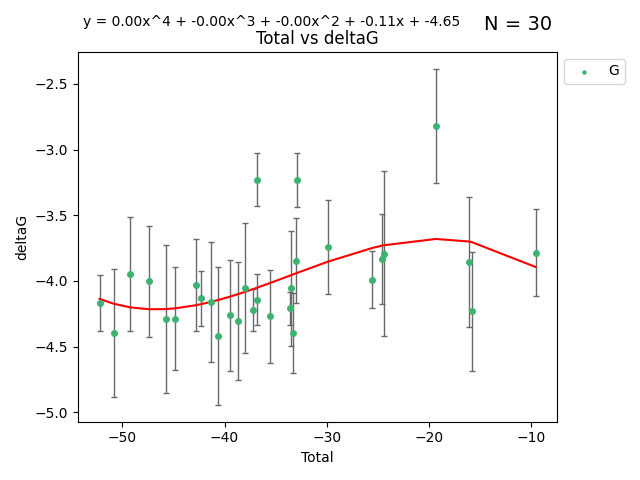 y = 0.00x^4 + -0.00x^3 + -0.00x^2 + -0.11x + -4.65
N = 30
Total vs deltaG
G
−2.5
−3.0
−3.5
−4.0
−4.5
−5.0
deltaG
−50
−40
−30
−20
−10
Total